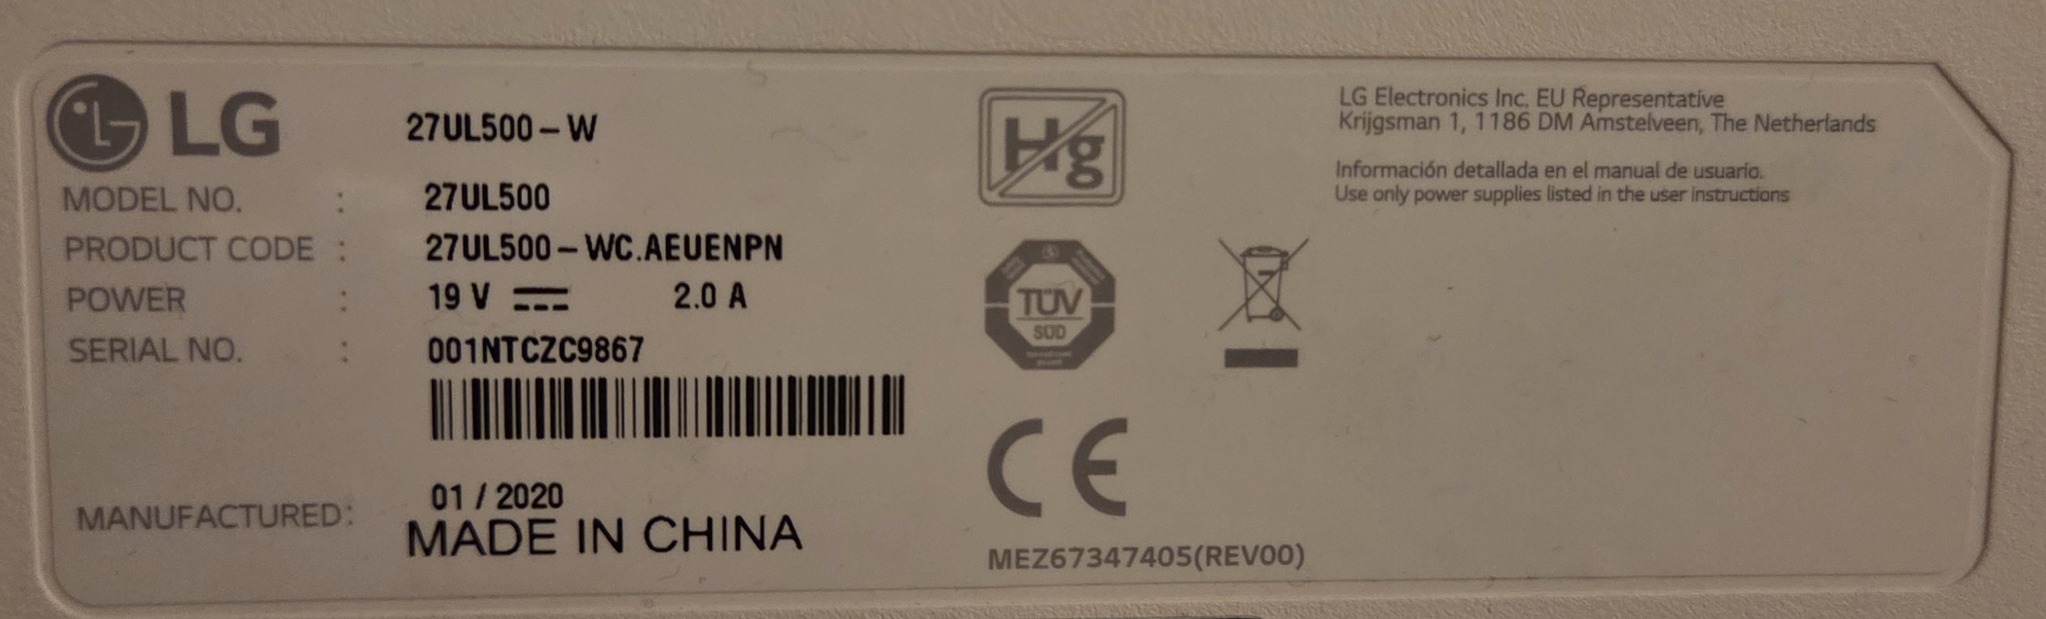 LG
27UL500-W
MODEL NO. : 27UL500
PRODUCT CODE : 27UL500-WC.AEUENPN
POWER : 19 V 2.0 A
SERIAL NO. : 001NTCZC9867
MANUFACTURED: 01 / 2020
MADE IN CHINA
Hg
TÜV
SÜD
CE
MEZ67347405(REV00)
LG Electronics Inc. EU Representative
Krijgsman 1, 1186 DM Amstelveen, The Netherlands
Información detallada en el manual de usuario.
Use only power supplies listed in the user instructions